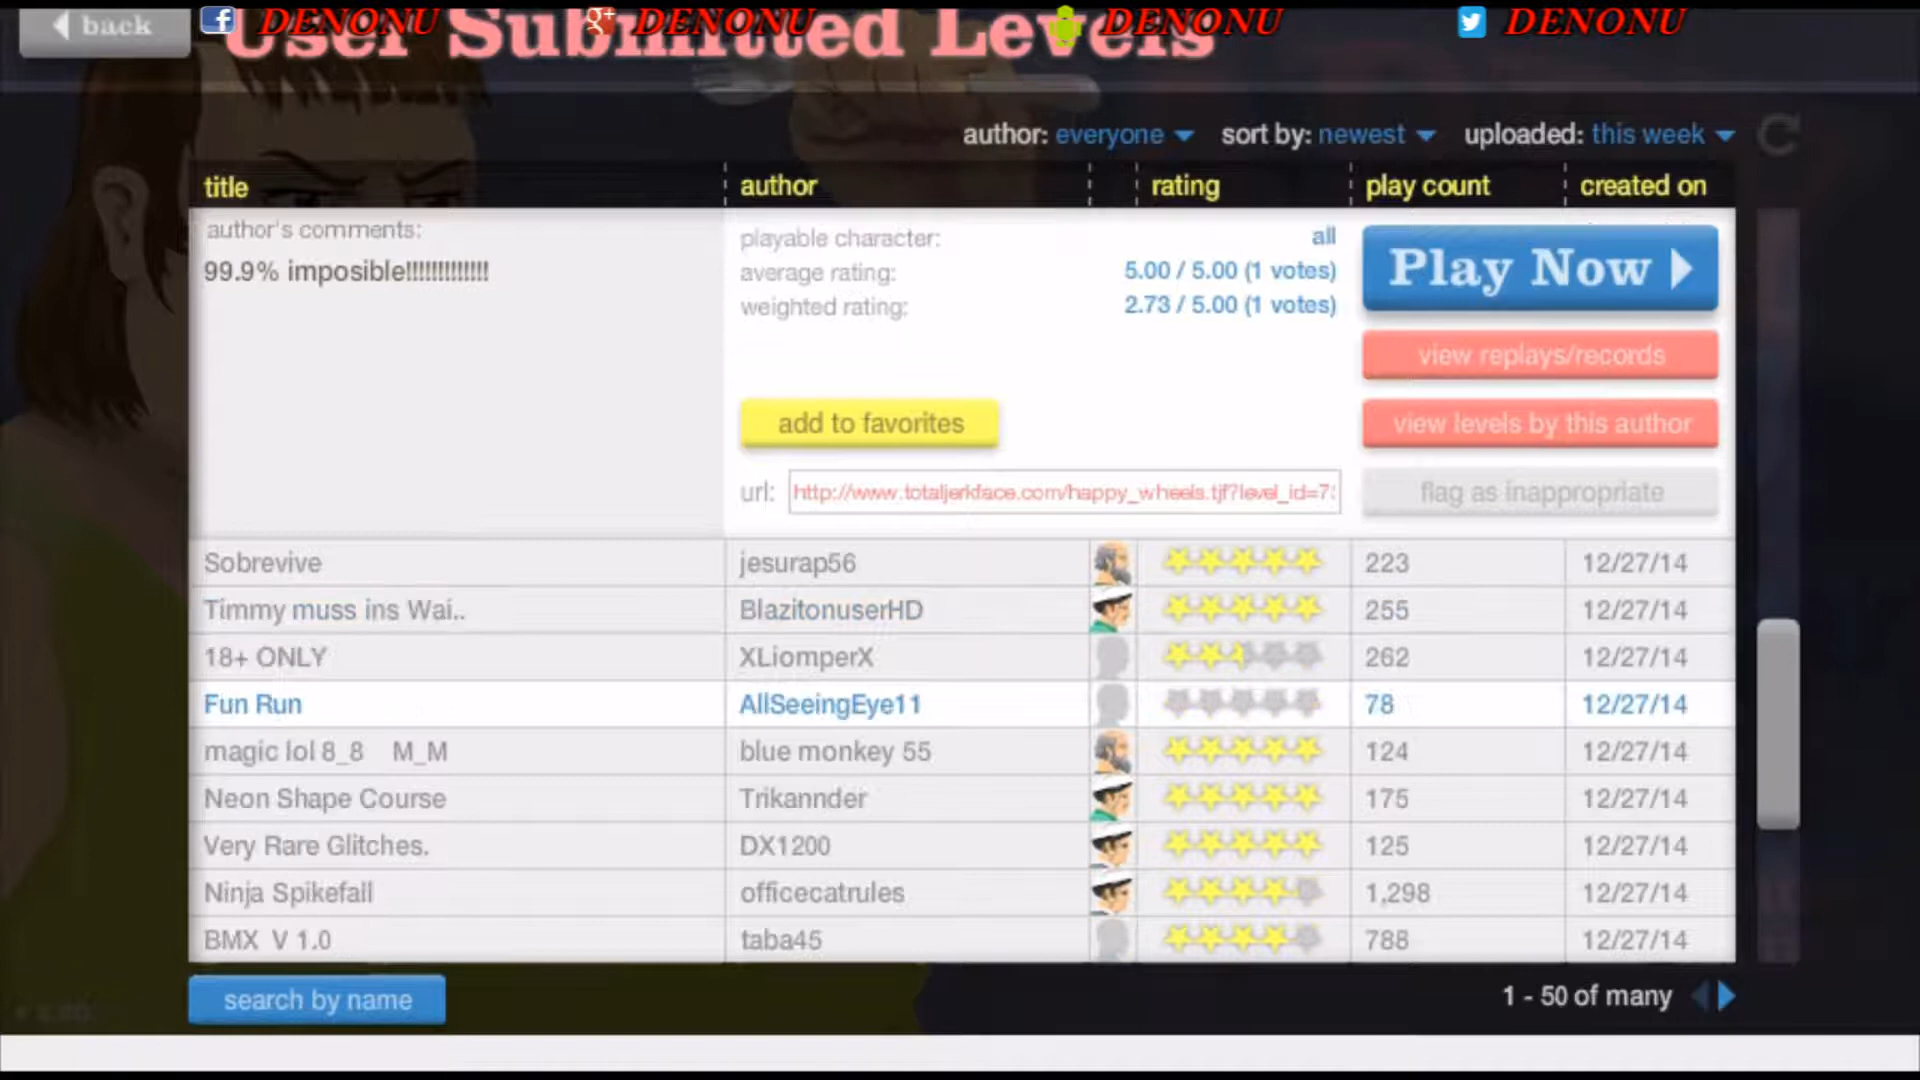 back
DENONU DENONU DENONU DENONU
User Submitted Levels
author: everyone sort by: newest uploaded: this week
title author rating play count created on
author's comments:
99.9% imposible!!!!!!!!!!!!!
playable character: all
average rating: 5.00 / 5.00 (1 votes)
weighted rating: 2.73 / 5.00 (1 votes)
Play Now
view replays/records
add to favorites
view levels by this author
url: http://www.totaljerkface.com/happy_wheels.tjf?level_id=7
flag as inappropriate
Sobrevive jesurap56 223 12/27/14
Timmy muss ins Wai.. BlazitonuserHD 255 12/27/14
18+ ONLY XLiomperX 262 12/27/14
Fun Run AllSeeingEye11 78 12/27/14
magic lol 8_8 M_M blue monkey 55 124 12/27/14
Neon Shape Course Trikannder 175 12/27/14
Very Rare Glitches. DX1200 125 12/27/14
Ninja Spikefall officecatrules 1,298 12/27/14
BMX V 1.0 taba45 788 12/27/14
search by name
1 - 50 of many